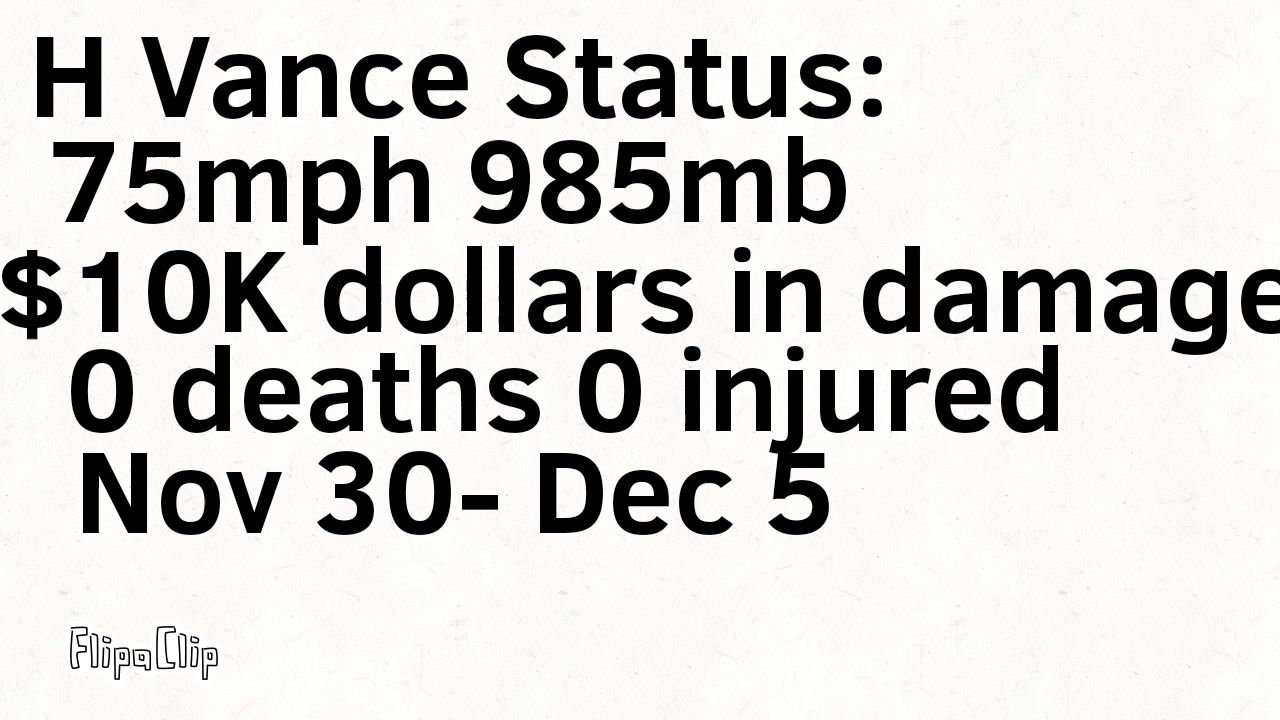 H Vance Status:
75mph 985mb
$10K dollars in damage
0 deaths 0 injured
Nov 30- Dec 5
FlipaClip